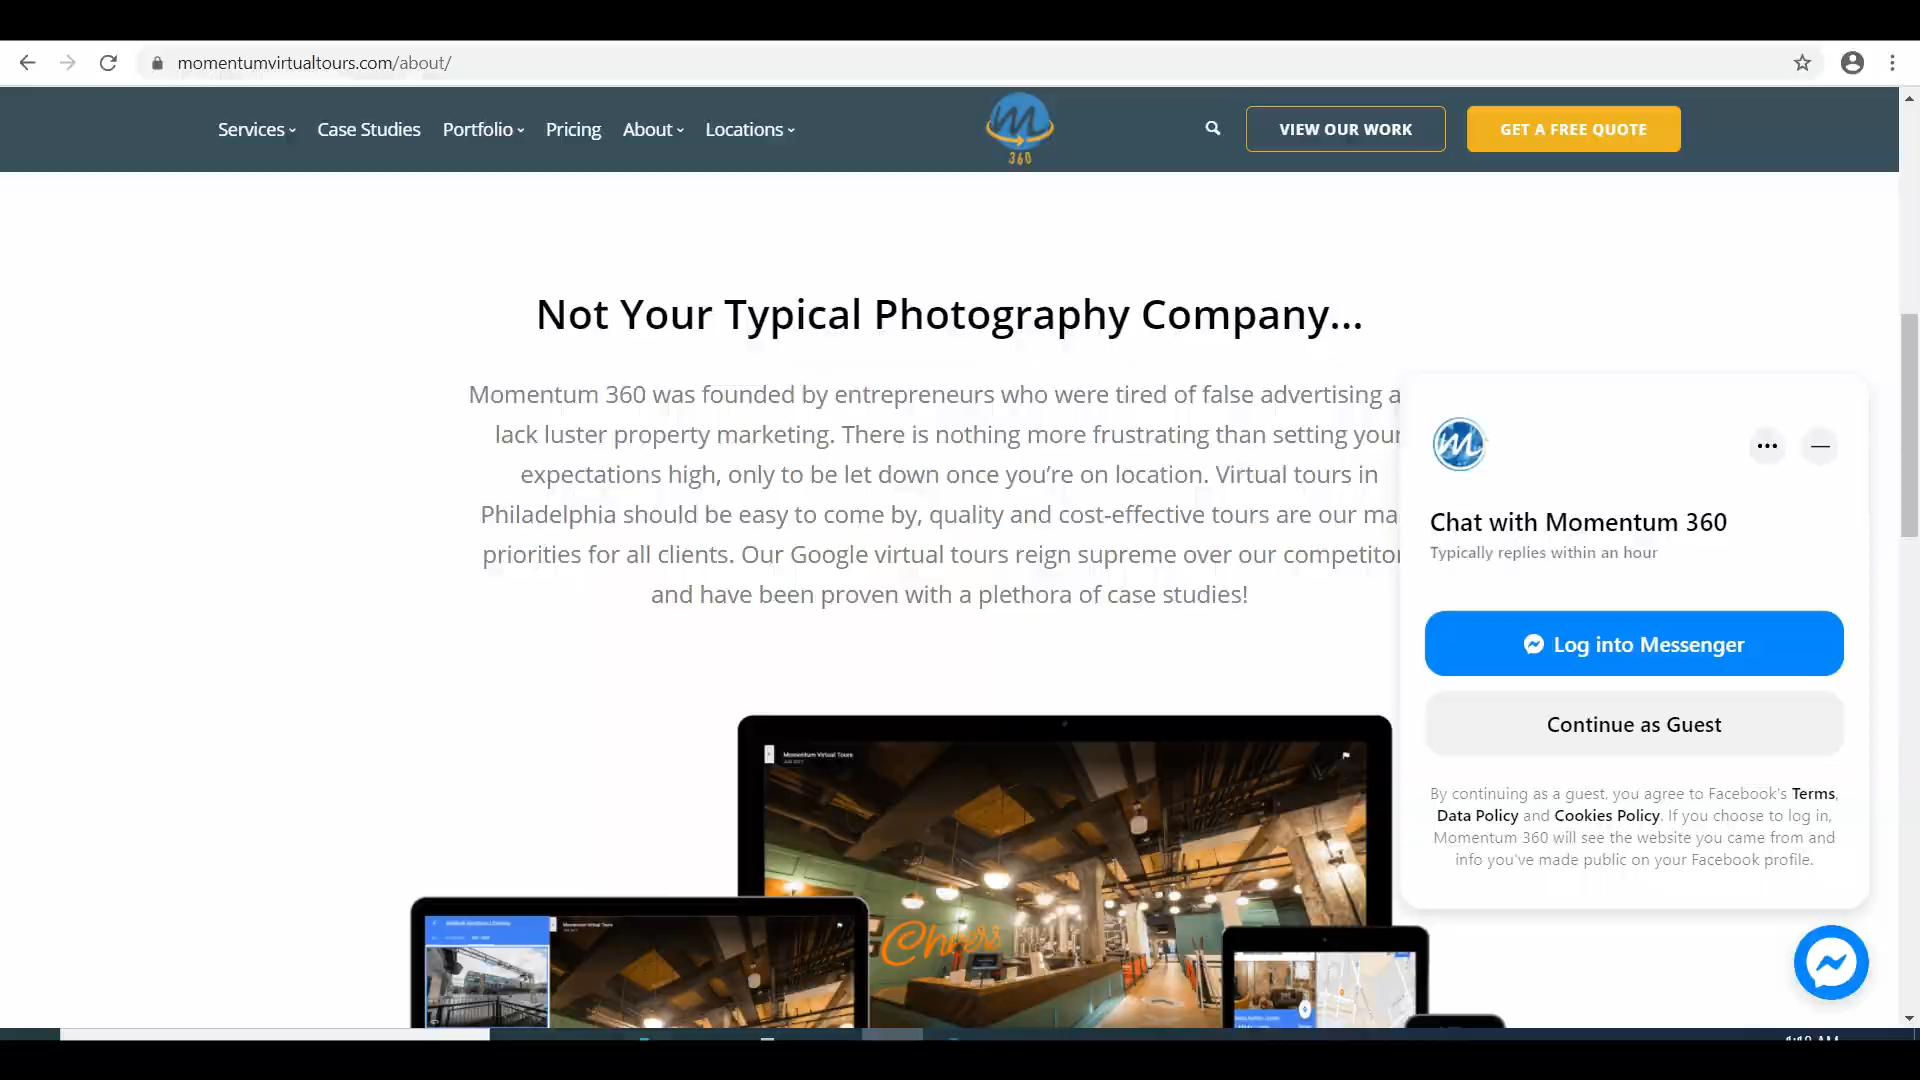 momentumvirtualtours.com/about/
Services
Case Studies
Portfolio
Pricing
About
Locations
360
VIEW OUR WORK
GET A FREE QUOTE
Not Your Typical Photography Company...
Momentum 360 was founded by entrepreneurs who were tired of false advertising a
lack luster property marketing. There is nothing more frustrating than setting your
expectations high, only to be let down once you’re on location. Virtual tours in
Philadelphia should be easy to come by, quality and cost-effective tours are our ma
priorities for all clients. Our Google virtual tours reign supreme over our competitor
and have been proven with a plethora of case studies!
Chat with Momentum 360
Typically replies within an hour
Log into Messenger
Continue as Guest
By continuing as a guest, you agree to Facebook's Terms,
Data Policy and Cookies Policy. If you choose to log in,
Momentum 360 will see the website you came from and
info you've made public on your Facebook profile.
Momentum Virtual Tours
Momentum Virtual Tours
Cheers